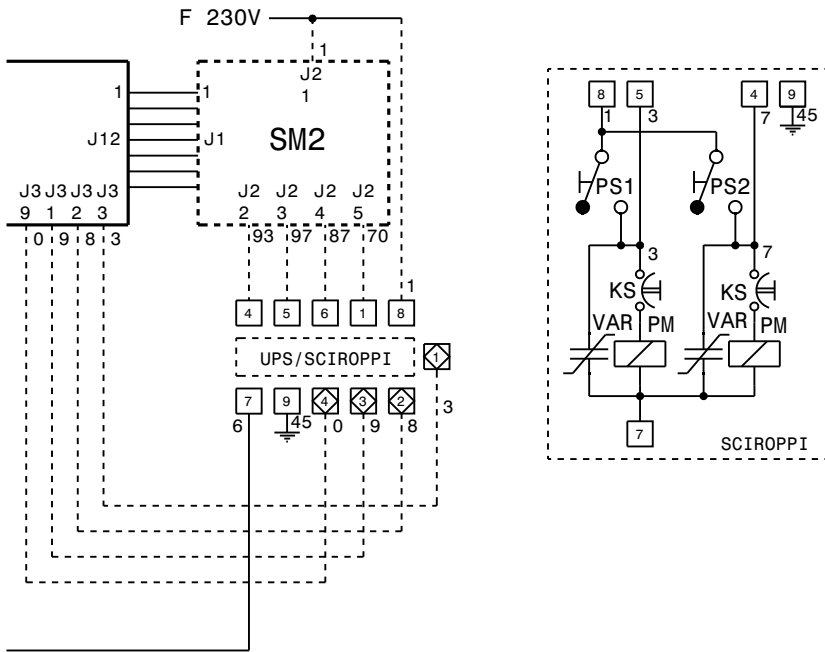 F 230V
1
J2
1
1
1
J12
J1
SM2
J3 J3 J3 J3
9 1 2 3
0 9 8 3
J2 J2 J2 J2
2 3 4 5
93 97 87 70
1
4 5 6 1 8
UPS/SCIROPPI
1
7 9 4 3 2
6 45 0 9 8
3
8 5 4 9
1 3 7 45
PS1 PS2
3 7
KS KS
VAR PM VAR PM
7
SCIROPPI